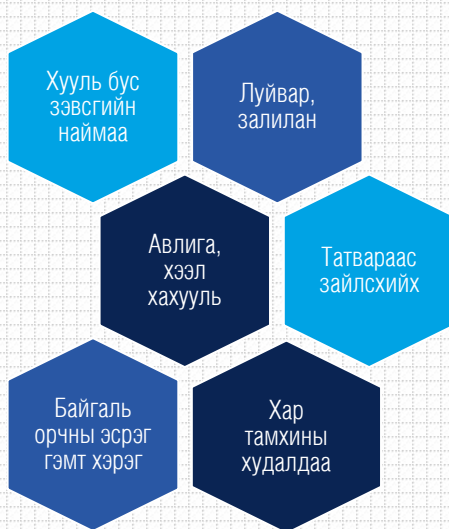 Хууль бус
зэвсгийн
наймаа
Луйвар,
залилан
Авлига,
хээл
хахууль
Татвараас
зайлсхийх
Байгаль
орчны эсрэг
гэмт хэрэг
Хар
тамхины
худалдаа